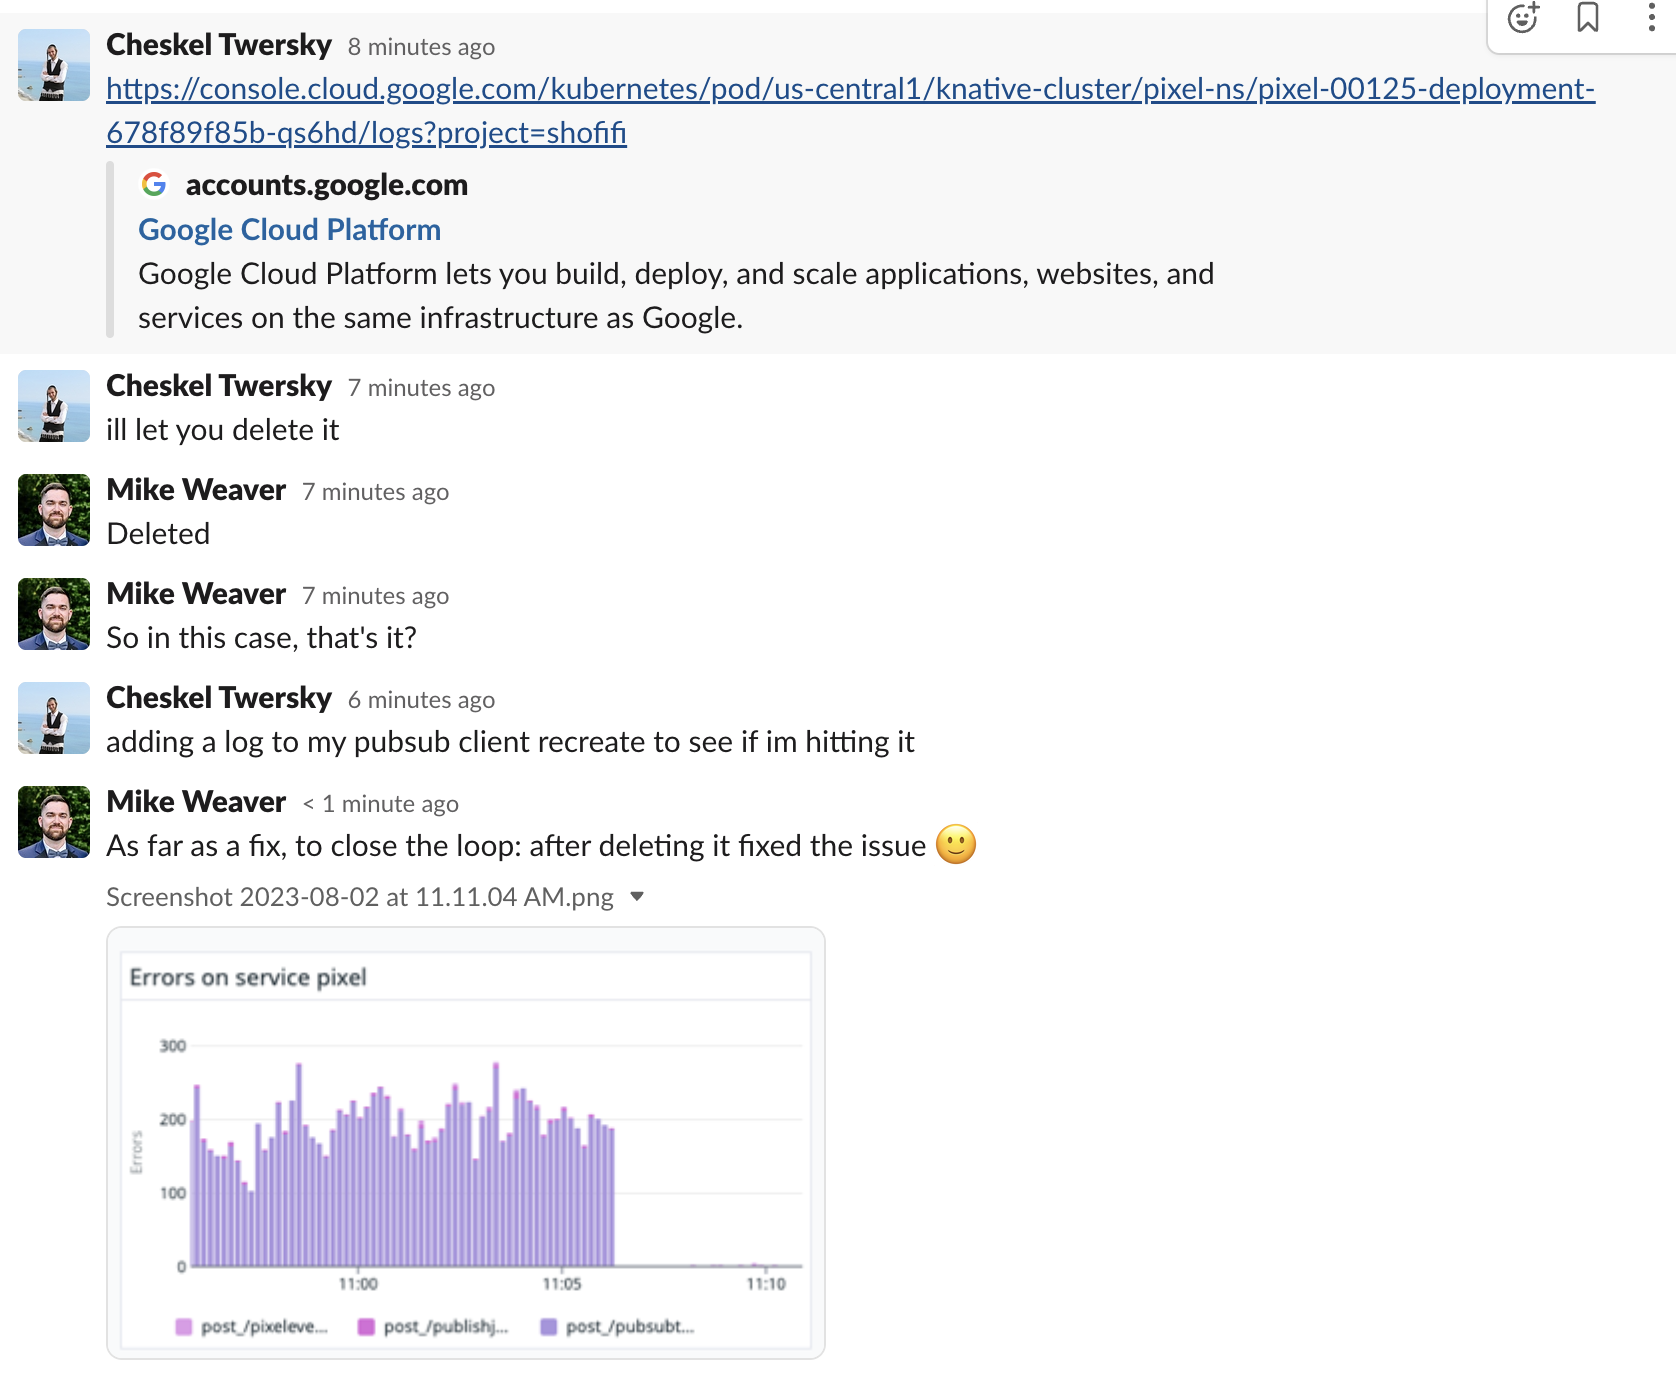 Cheskel Twersky 8 minutes ago
https://console.cloud.google.com/kubernetes/pod/us-central1/knative-cluster/pixel-ns/pixel-00125-deployment-
678f89f85b-qs6hd/logs?project=shofifi
accounts.google.com
Google Cloud Platform
Google Cloud Platform lets you build, deploy, and scale applications, websites, and
services on the same infrastructure as Google.
Cheskel Twersky 7 minutes ago
ill let you delete it
Mike Weaver 7 minutes ago
Deleted
Mike Weaver 7 minutes ago
So in this case, that's it?
Cheskel Twersky 6 minutes ago
adding a log to my pubsub client recreate to see if im hitting it
Mike Weaver < 1 minute ago
As far as a fix, to close the loop: after deleting it fixed the issue 🙂
Screenshot 2023-08-02 at 11.11.04 AM.png
Errors on service pixel
300
200
100
0
Errors
11:00 11:05 11:10
post_/pixeleve... post_/publishj... post_/pubsubt...